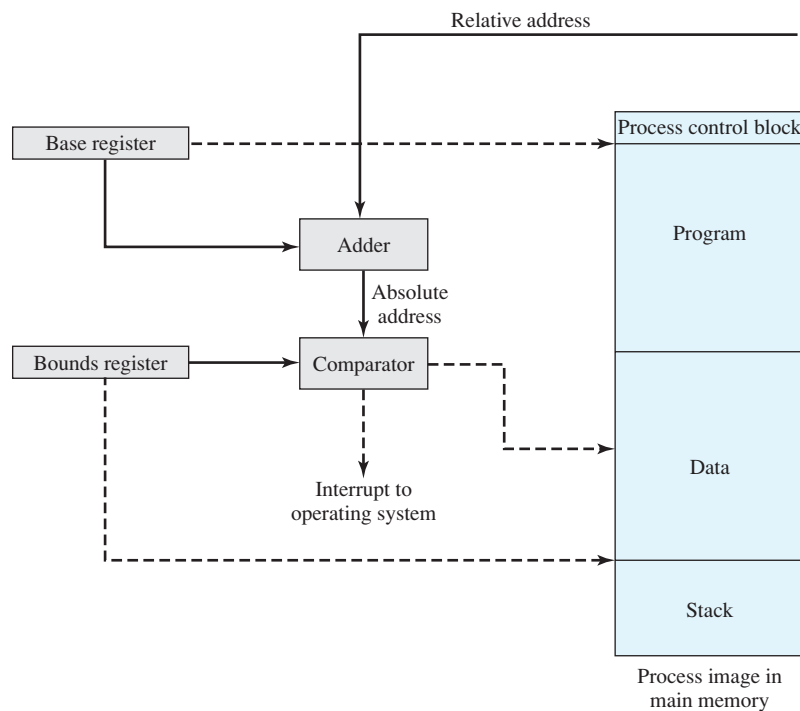 Relative address
Process control block
Base register
Program
Adder
Absolute
address
Bounds register
Comparator
Data
Interrupt to
operating system
Stack
Process image in
main memory